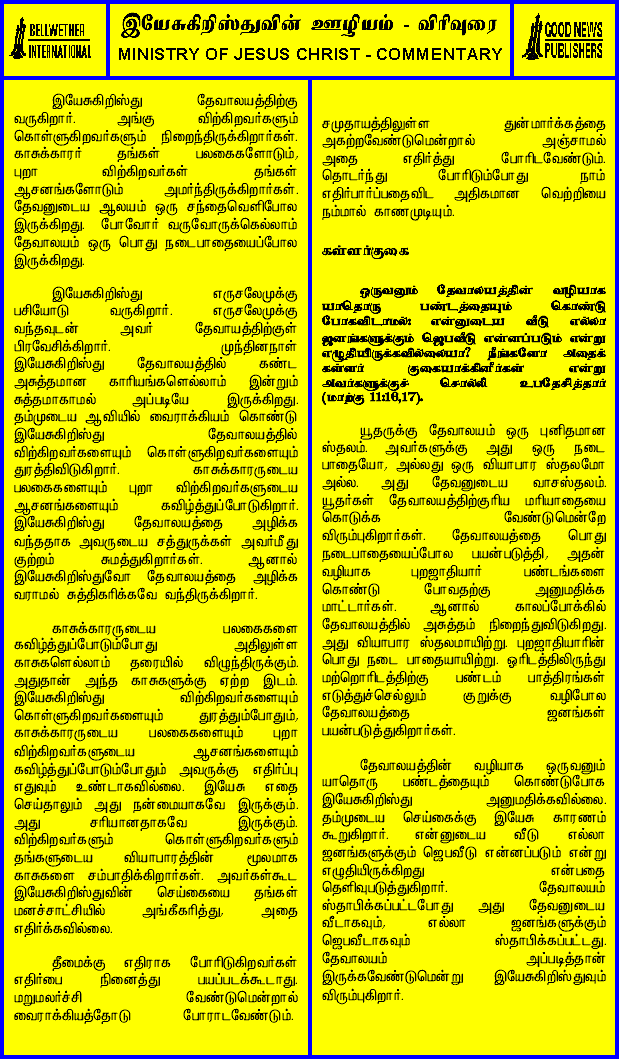 BELLWETHER
INTERNATIONAL
இயேசுகிறிஸ்துவின் ஊழியம் - விரிவுரை
MINISTRY OF JESUS CHRIST - COMMENTARY
GOOD NEWS
PUBLISHERS
இயேசுகிறிஸ்து தேவாலயத்திற்கு
வருகிறார். அங்கு விற்கிறவர்களும்
கொள்ளுகிறவர்களும் நிறைந்திருக்கிறார்கள்.
காசுக்காரர் தங்கள் பலகைகளோடும்,
புறா விற்கிறவர்கள் தங்கள்
ஆசனங்களோடும் அமர்ந்திருக்கிறார்கள்.
தேவனுடைய ஆலயம் ஒரு சந்தைவெளிபோல
இருக்கிறது. போவோர் வருவோருக்கெல்லாம்
தேவாலயம் ஒரு பொது நடைபாதையைப்போல
இருக்கிறது.
இயேசுகிறிஸ்து எருசலேமுக்கு
பசியோடு வருகிறார். எருசலேமுக்கு
வந்தவுடன் அவர் தேவாயத்திற்குள்
பிரவேசிக்கிறார். முந்தினநாள்
இயேசுகிறிஸ்து தேவாலயத்தில் கண்ட
அசுத்தமான காரியங்களெல்லாம் இன்றும்
சுத்தமாகாமல் அப்படியே இருக்கிறது.
தம்முடைய ஆவியில் வைராக்கியம் கொண்டு
இயேசுகிறிஸ்து தேவாலயத்தில்
விற்கிறவர்களையும் கொள்ளுகிறவர்களையும்
துரத்திவிடுகிறார். காசுக்காரருடைய
பலகைகளையும் புறா விற்கிறவர்களுடைய
ஆசனங்களையும் கவிழ்த்துப்போடுகிறார்.
இயேசுகிறிஸ்து தேவாலயத்தை அழிக்க
வந்ததாக அவருடைய சத்துருக்கள் அவர்மீது
குற்றம் சுமத்துகிறார்கள். ஆனால்
இயேசுகிறிஸ்துவோ தேவாலயத்தை அழிக்க
வராமல் சுத்திகரிக்கவே வந்திருக்கிறார்.
காசுக்காரருடைய பலகைகளை
கவிழ்த்துப்போடும்போது அதிலுள்ள
காசுகளெல்லாம் தரையில் விழுந்திருக்கும்.
அதுதான் அந்த காசுகளுக்கு ஏற்ற இடம்.
இயேசுகிறிஸ்து விற்கிறவர்களையும்
கொள்ளுகிறவர்களையும் துரத்தும்போதும்,
காசுக்காரருடைய பலகைகளையும் புறா
விற்கிறவர்களுடைய ஆசனங்களையும்
கவிழ்த்துப்போடும்போதும் அவருக்கு எதிர்ப்பு
எதுவும் உண்டாகவில்லை. இயேசு எதை
செய்தாலும் அது நன்மையாகவே இருக்கும்.
அது சரியானதாகவே இருக்கும்.
விற்கிறவர்களும் கொள்ளுகிறவர்களும்
தங்களுடைய வியாபாரத்தின் மூலமாக
காசுகளை சம்பாதிக்கிறார்கள். அவர்கள்கூட
இயேசுகிறிஸ்துவின் செய்கையை தங்கள்
மனச்சாட்சியில் அங்கீகரித்து, அதை
எதிர்க்கவில்லை.
தீமைக்கு எதிராக போரிடுகிறவர்கள்
எதிர்பை நினைத்து பயப்படக்கூடாது.
மறுமலர்ச்சி வேண்டுமென்றால்
வைராக்கியத்தோடு போராடவேண்டும்.
சமுதாயத்திலுள்ள துன்மார்க்கத்தை
அகற்றவேண்டுமென்றால் அஞ்சாமல்
அதை எதிர்த்து போரிடவேண்டும்.
தொடர்ந்து போரிடும்போது நாம்
எதிர்பார்ப்பதைவிட அதிகமான வெற்றியை
நம்மால் காணமுடியும்.
கள்ளர்குகை
ஒருவனும் தேவாலயத்தின் வழியாக
யாதொரு பண்டத்தையும் கொண்டு
போகவிடாமல்: என்னுடைய வீடு எல்லா
ஜனங்களுக்கும் ஜெபவீடு என்னப்படும் என்று
எழுதியிருக்கவில்லையா? நீங்களோ அதைக்
கள்ளர் குகையாக்கினீர்கள் என்று
அவர்களுக்குச் சொல்லி உபதேசித்தார்
(மாற்கு 11:16,17).
யூதருக்கு தேவாலயம் ஒரு புனிதமான
ஸ்தலம். அவர்களுக்கு அது ஒரு நடை
பாதையோ, அல்லது ஒரு வியாபார ஸ்தலமோ
அல்ல. அது தேவனுடைய வாசஸ்தலம்.
யூதர்கள் தேவாலயத்திற்குரிய மரியாதையை
கொடுக்க வேண்டுமென்றே
விரும்புகிறார்கள். தேவாலயத்தை பொது
நடைபாதையைப்போல பயன்படுத்தி, அதன்
வழியாக புறஜாதியார் பண்டங்களை
கொண்டு போவதற்கு அனுமதிக்க
மாட்டார்கள். ஆனால் காலப்போக்கில்
தேவாலயத்தில் அசுத்தம் நிறைந்துவிடுகிறது.
அது வியாபார ஸ்தலமாயிற்று. புறஜாதியாரின்
பொது நடை பாதையாயிற்று. ஓரிடத்திலிருந்து
மற்றொரிடத்திற்கு பண்டம் பாத்திரங்கள்
எடுத்துச்செல்லும் குறுக்கு வழிபோல
தேவாலயத்தை ஜனங்கள்
பயன்படுத்துகிறார்கள்.
தேவாலயத்தின் வழியாக ஒருவனும்
யாதொரு பண்டத்தையும் கொண்டுபோக
இயேசுகிறிஸ்து அனுமதிக்கவில்லை.
தம்முடைய செய்கைக்கு இயேசு காரணம்
கூறுகிறார். என்னுடைய வீடு எல்லா
ஜனங்களுக்கும் ஜெபவீடு என்னப்படும் என்று
எழுதியிருக்கிறது என்பதை
தெளிவுபடுத்துகிறார். தேவாலயம்
ஸ்தாபிக்கப்பட்டபோது அது தேவனுடைய
வீடாகவும், எல்லா ஜனங்களுக்கும்
ஜெபவீடாகவும் ஸ்தாபிக்கப்பட்டது.
தேவாலயம் அப்படித்தான்
இருக்கவேண்டுமென்று இயேசுகிறிஸ்துவும்
விரும்புகிறார்.